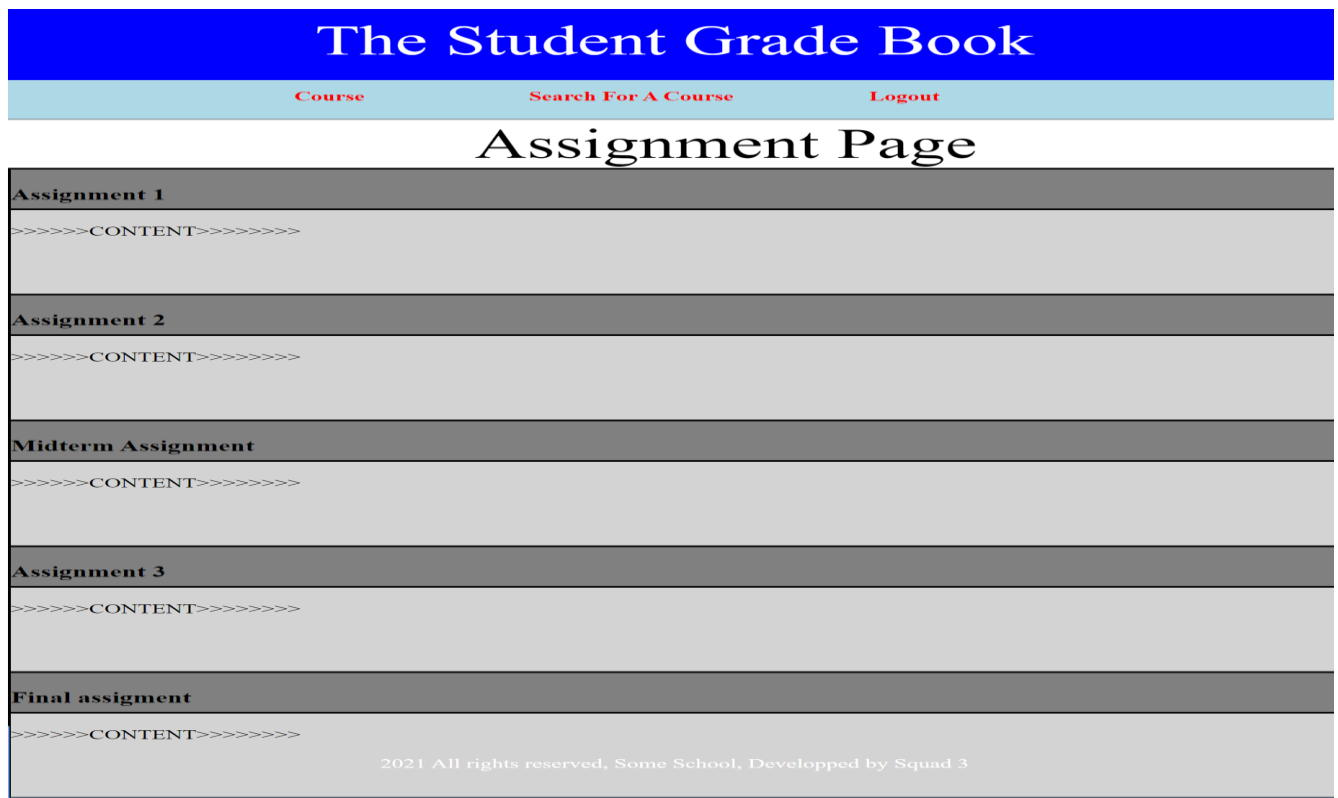 The Student Grade Book
Course Search For A Course Logout
Assignment Page
Assignment 1
>>>>>>CONTENT>>>>>>>>
Assignment 2
>>>>>>CONTENT>>>>>>>>
Midterm Assignment
>>>>>>CONTENT>>>>>>>>
Assignment 3
>>>>>>CONTENT>>>>>>>>
Final assigment
>>>>>>CONTENT>>>>>>>>
2021 All rights reserved, Some School, Developped by Squad 3